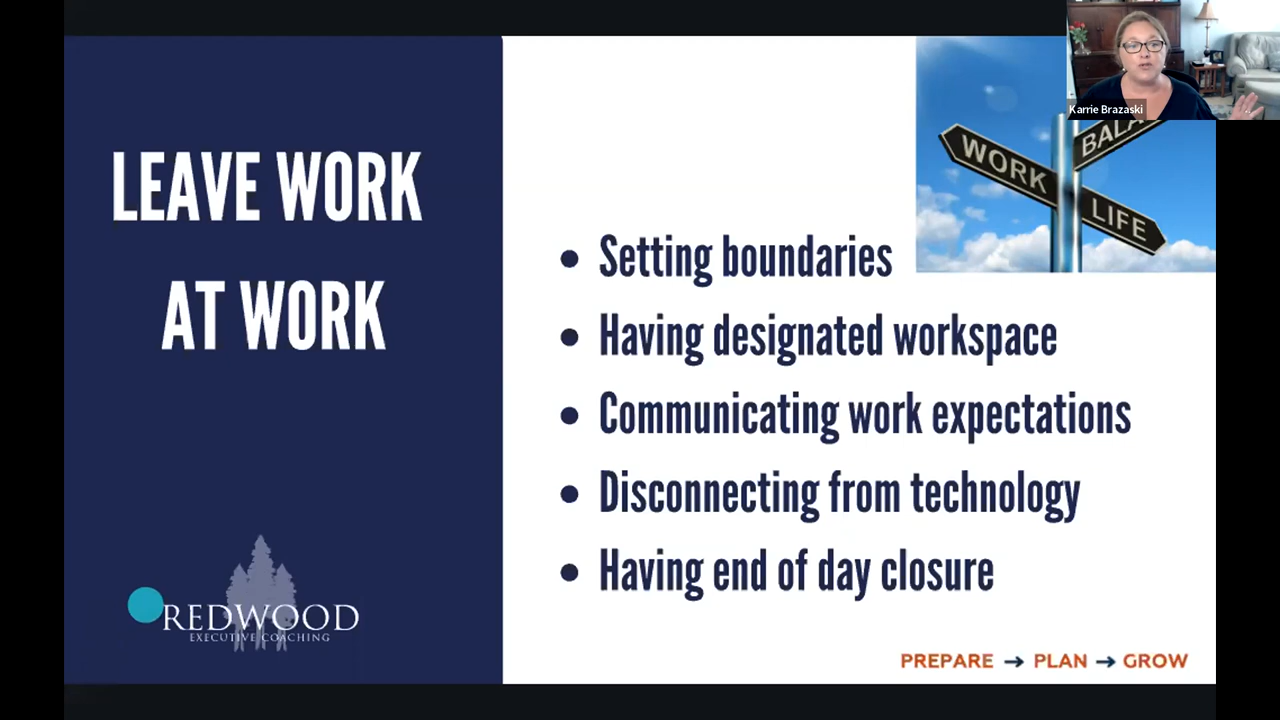 LEAVE WORK
AT WORK
Karrie Brazaski
WORK
LIFE
• Setting boundaries
• Having designated workspace
• Communicating work expectations
• Disconnecting from technology
• Having end of day closure
REDWOOD
EXECUTIVE COACHING
PREPARE → PLAN → GROW